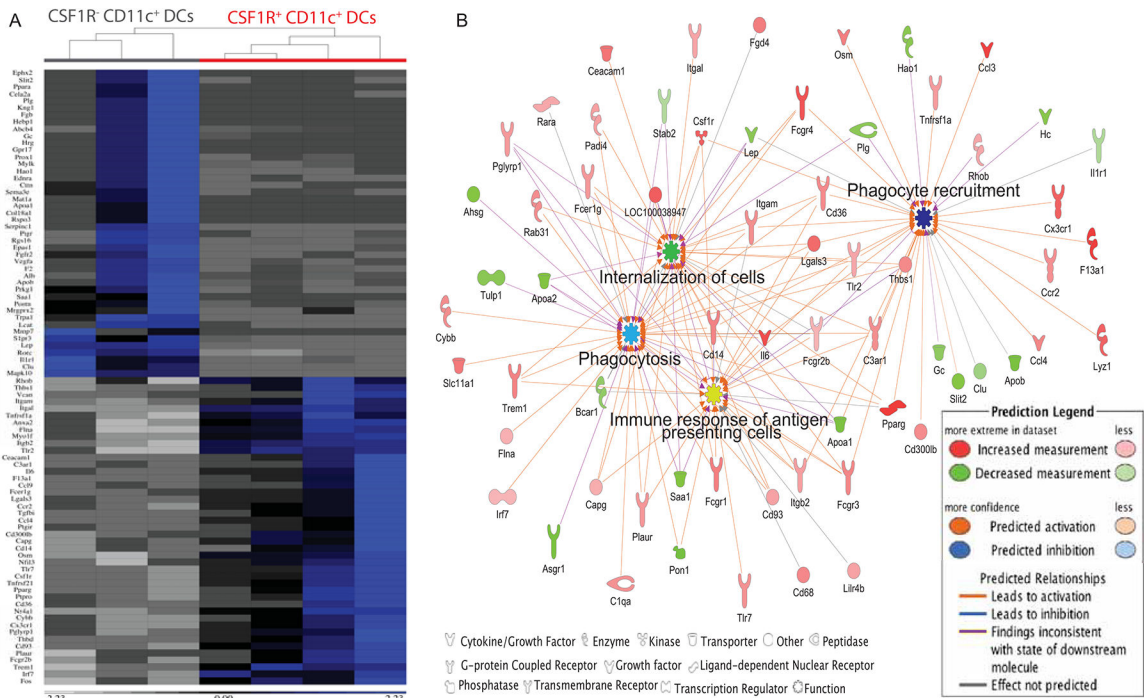 A
CSF1R- CD11c+ DCs
CSF1R+ CD11c+ DCs
Ephx2
Slit2
Ppara
Cela2a
Plg
Kng1
Fgb
Hebp1
Abcb4
Gc
Hrg
Gpr17
Prox1
Mylk
Hao1
Ednra
Ctns
Sema3e
Mat1a
Apoa1
Col18a1
Rspo3
Serpinc1
Pigr
Rgs16
Epas1
Fgfr2
Vegfa
F2
Alb
Apob
Prkg1
Saa1
Postn
Mrgprx2
Trpa1
Lcat
Mmp7
S1pr3
Lep
Rorc
Il1r1
Clu
Mapk10
Rhob
Thbs1
Vcan
Itgam
Itgal
Tnfrsf1a
Anxa2
Flna
Myo1f
Itgb2
Tlr2
Ceacam1
C3ar1
Il6
F13a1
Ccl9
Fcer1g
Lgals3
Ccr2
Tgfbi
Ccl4
Ptgir
Cd300lb
Capg
Cd14
Osm
Nfil3
Tlr7
Csf1r
Tnfrsf21
Pparg
Ptpro
Cd36
Nr4a1
Cybb
Cx3cr1
Pglyrp1
Thbd
Cd93
Plaur
Fcgr2b
Trem1
Irf7
Fos
B
Fgd4
Itgal
Ceacam1
Osm
Hao1
Ccl3
Rara
Padi4
Stab2
Csf1r
Lep
Fcgr4
Plg
Tnfrsf1a
Hc
Il1r1
Rhob
Pglyrp1
Fcer1g
LOC100038947
Itgam
Cd36
Phagocyte recruitment
Ahsg
Rab31
Lgals3
Cx3cr1
Tlr2
Thbs1
F13a1
Ccr2
Internalization of cells
Tulp1
Apoa2
Cybb
Phagocytosis
Cd14
Il6
Fcgr2b
C3ar1
Gc
Slit2
Clu
Apob
Ccl4
Lyz1
Slc11a1
Trem1
Bcar1
Immune response of antigen
presenting cells
Apoa1
Pparg
Cd300lb
Flna
Irf7
Capg
Plaur
Saa1
Fcgr1
Cd93
Itgb2
Fcgr3
Asgr1
Pon1
C1qa
Tlr7
Cd68
Lilr4b
Prediction Legend
more extreme in dataset
less
Increased measurement
Decreased measurement
more confidence
less
Predicted activation
Predicted inhibition
Predicted Relationships
Leads to activation
Leads to inhibition
Findings inconsistent
with state of downstream
molecule
Effect not predicted
Cytokine/Growth Factor
Enzyme
Kinase
Transporter
Other
Peptidase
G-protein Coupled Receptor
Growth factor
Ligand-dependent Nuclear Receptor
Phosphatase
Transmembrane Receptor
Transcription Regulator
Function